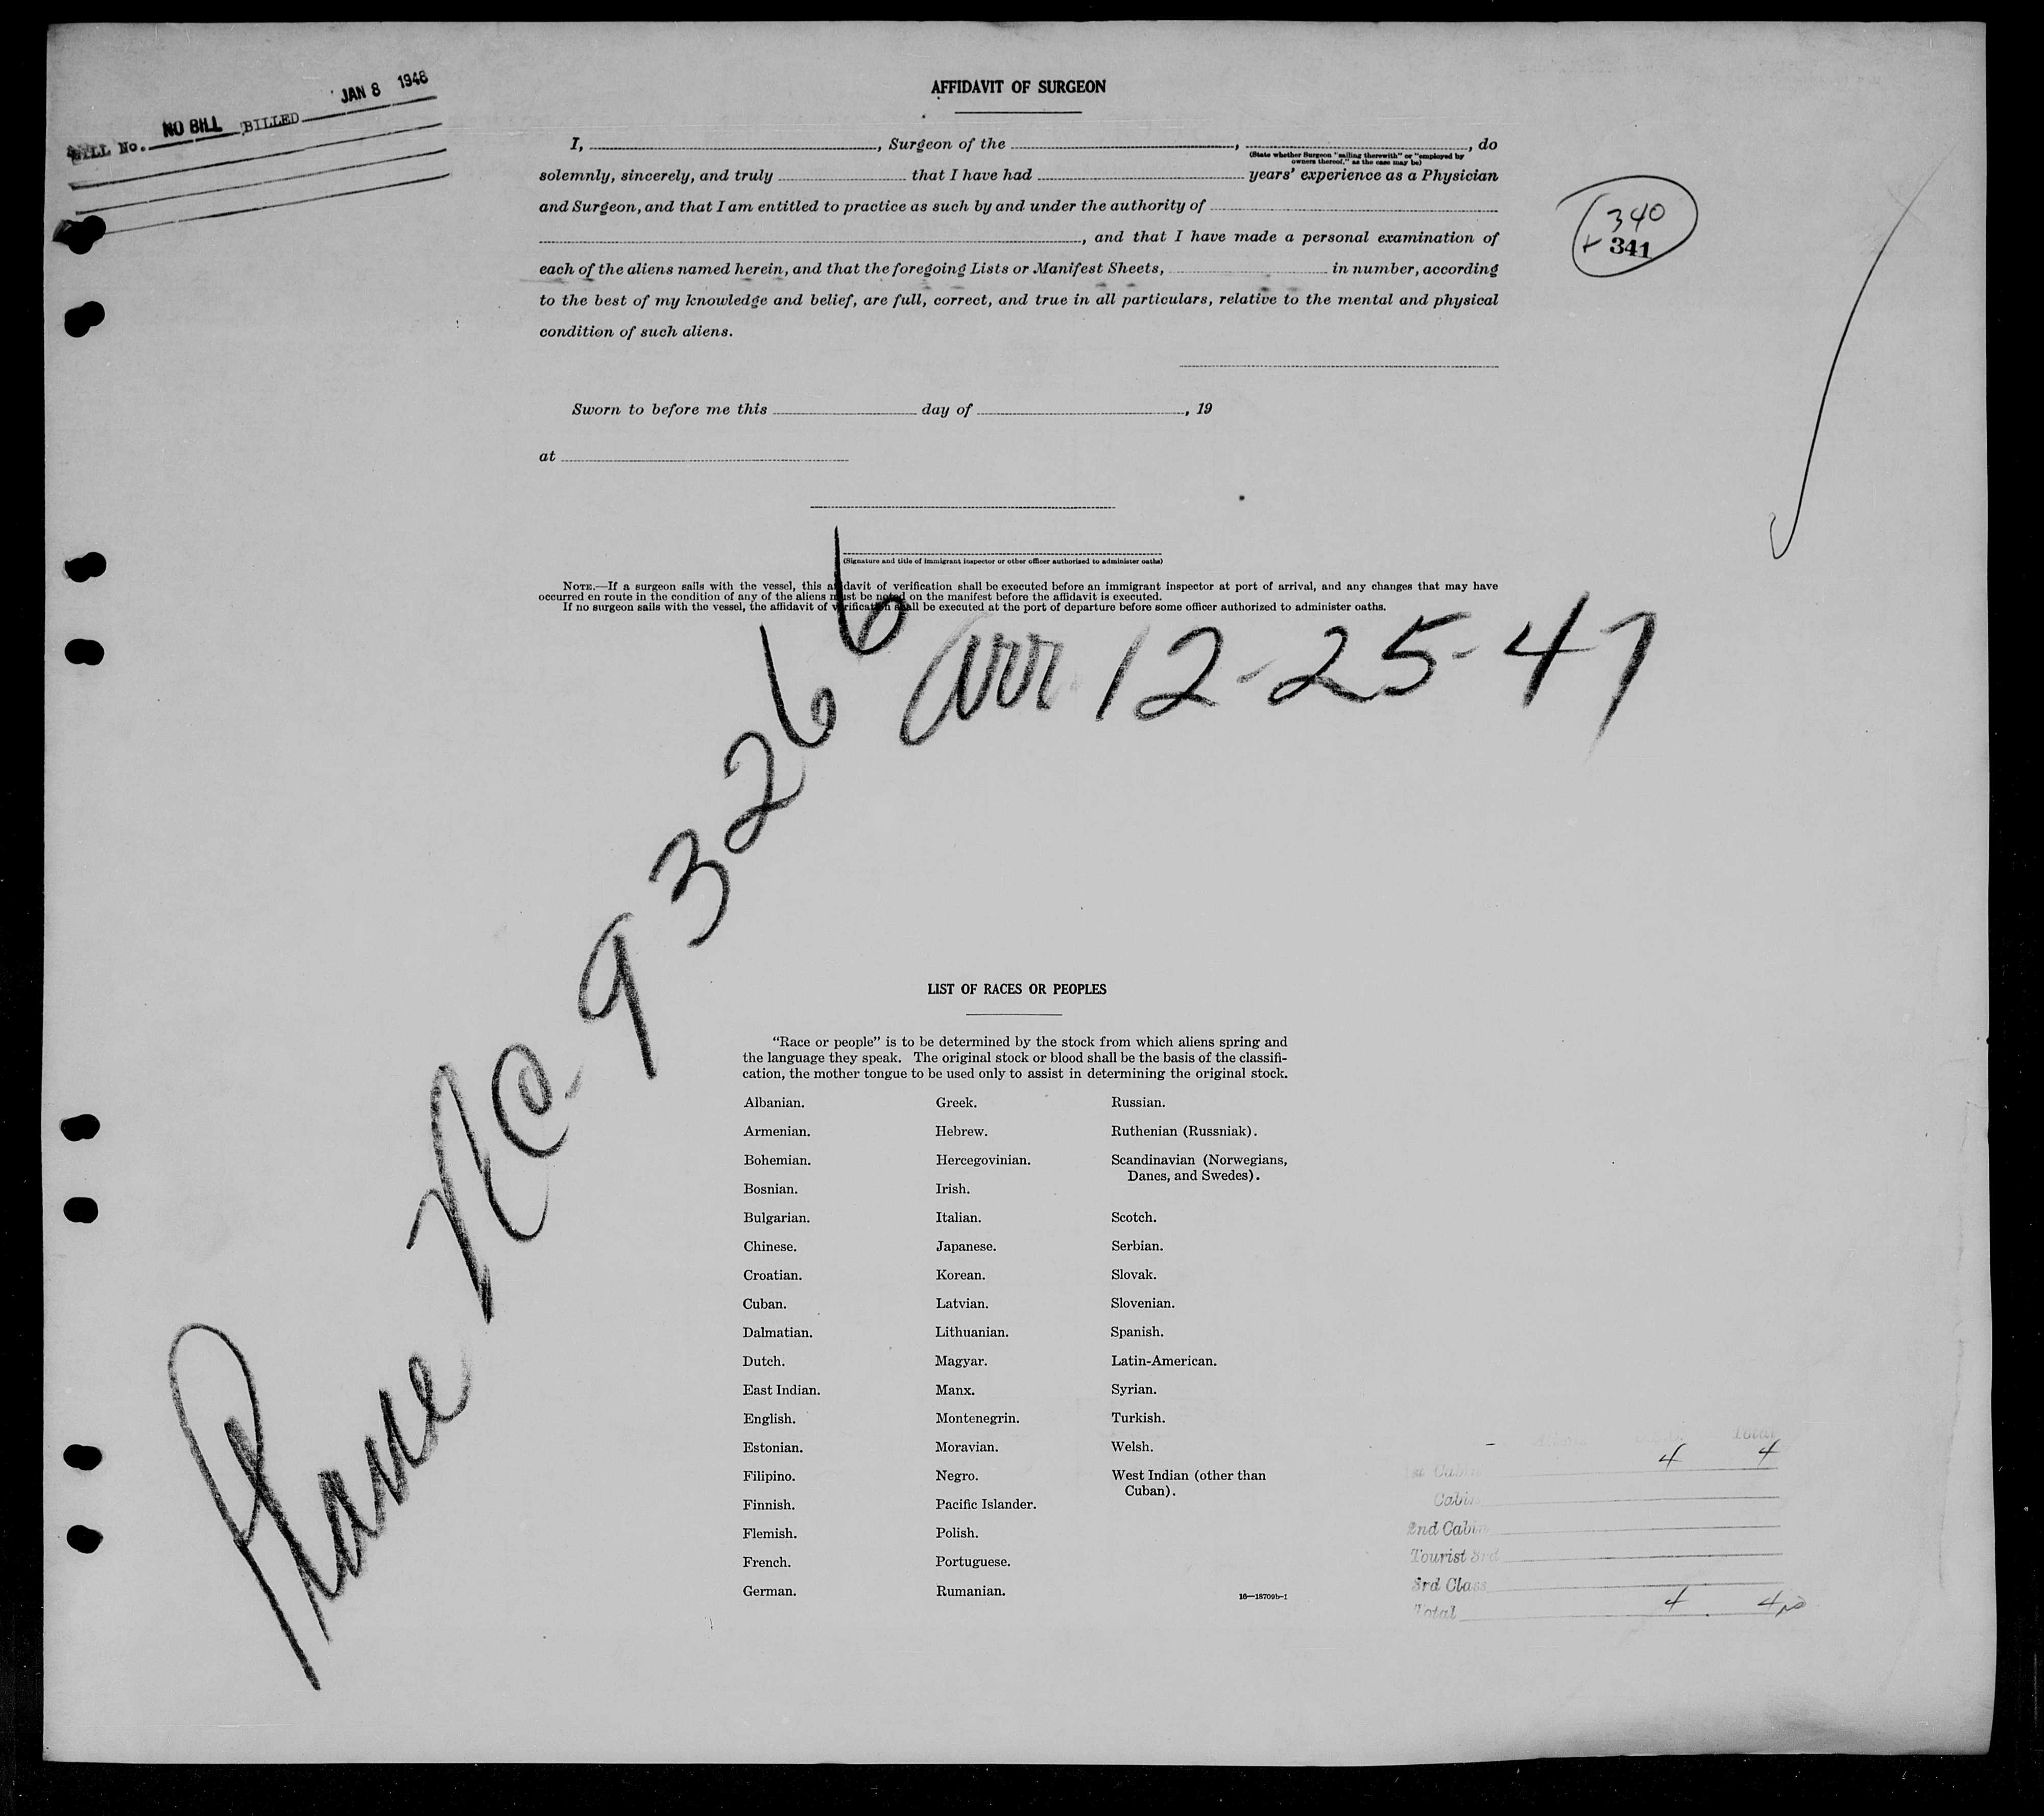 JAN 8 1948
BILL No. NO BILL BILLED
AFFIDAVIT OF SURGEON
I, , Surgeon of the , , do
(State whether Surgeon "sailing therewith" or "employed by
owners thereof," as the case may be)
solemnly, sincerely, and truly that I have had years' experience as a Physician
and Surgeon, and that I am entitled to practice as such by and under the authority of
, and that I have made a personal examination of
each of the aliens named herein, and that the foregoing Lists or Manifest Sheets, in number, according
to the best of my knowledge and belief, are full, correct, and true in all particulars, relative to the mental and physical
condition of such aliens.
340
+ 341
Sworn to before me this day of , 19
at
(Signature and title of immigrant inspector or other officer authorized to administer oaths)
NOTE.—If a surgeon sails with the vessel, this affidavit of verification shall be executed before an immigrant inspector at port of arrival, and any changes that may have
occurred en route in the condition of any of the aliens must be noted on the manifest before the affidavit is executed.
If no surgeon sails with the vessel, the affidavit of verification shall be executed at the port of departure before some officer authorized to administer oaths.
arr 12-25-47
Plane NC-93266
LIST OF RACES OR PEOPLES
"Race or people" is to be determined by the stock from which aliens spring and
the language they speak. The original stock or blood shall be the basis of the classifi-
cation, the mother tongue to be used only to assist in determining the original stock.
Albanian.
Armenian.
Bohemian.
Bosnian.
Bulgarian.
Chinese.
Croatian.
Cuban.
Dalmatian.
Dutch.
East Indian.
English.
Estonian.
Filipino.
Finnish.
Flemish.
French.
German.
Greek.
Hebrew.
Hercegovinian.
Irish.
Italian.
Japanese.
Korean.
Latvian.
Lithuanian.
Magyar.
Manx.
Montenegrin.
Moravian.
Negro.
Pacific Islander.
Polish.
Portuguese.
Rumanian.
Russian.
Ruthenian (Russniak).
Scandinavian (Norwegians,
Danes, and Swedes).
Scotch.
Serbian.
Slovak.
Slovenian.
Spanish.
Latin-American.
Syrian.
Turkish.
Welsh.
West Indian (other than
Cuban).
16—18709b-1
Total
1st Cabin - 4 4
Cabin
2nd Cabin
Tourist 3rd
3rd Class
Total 4 4